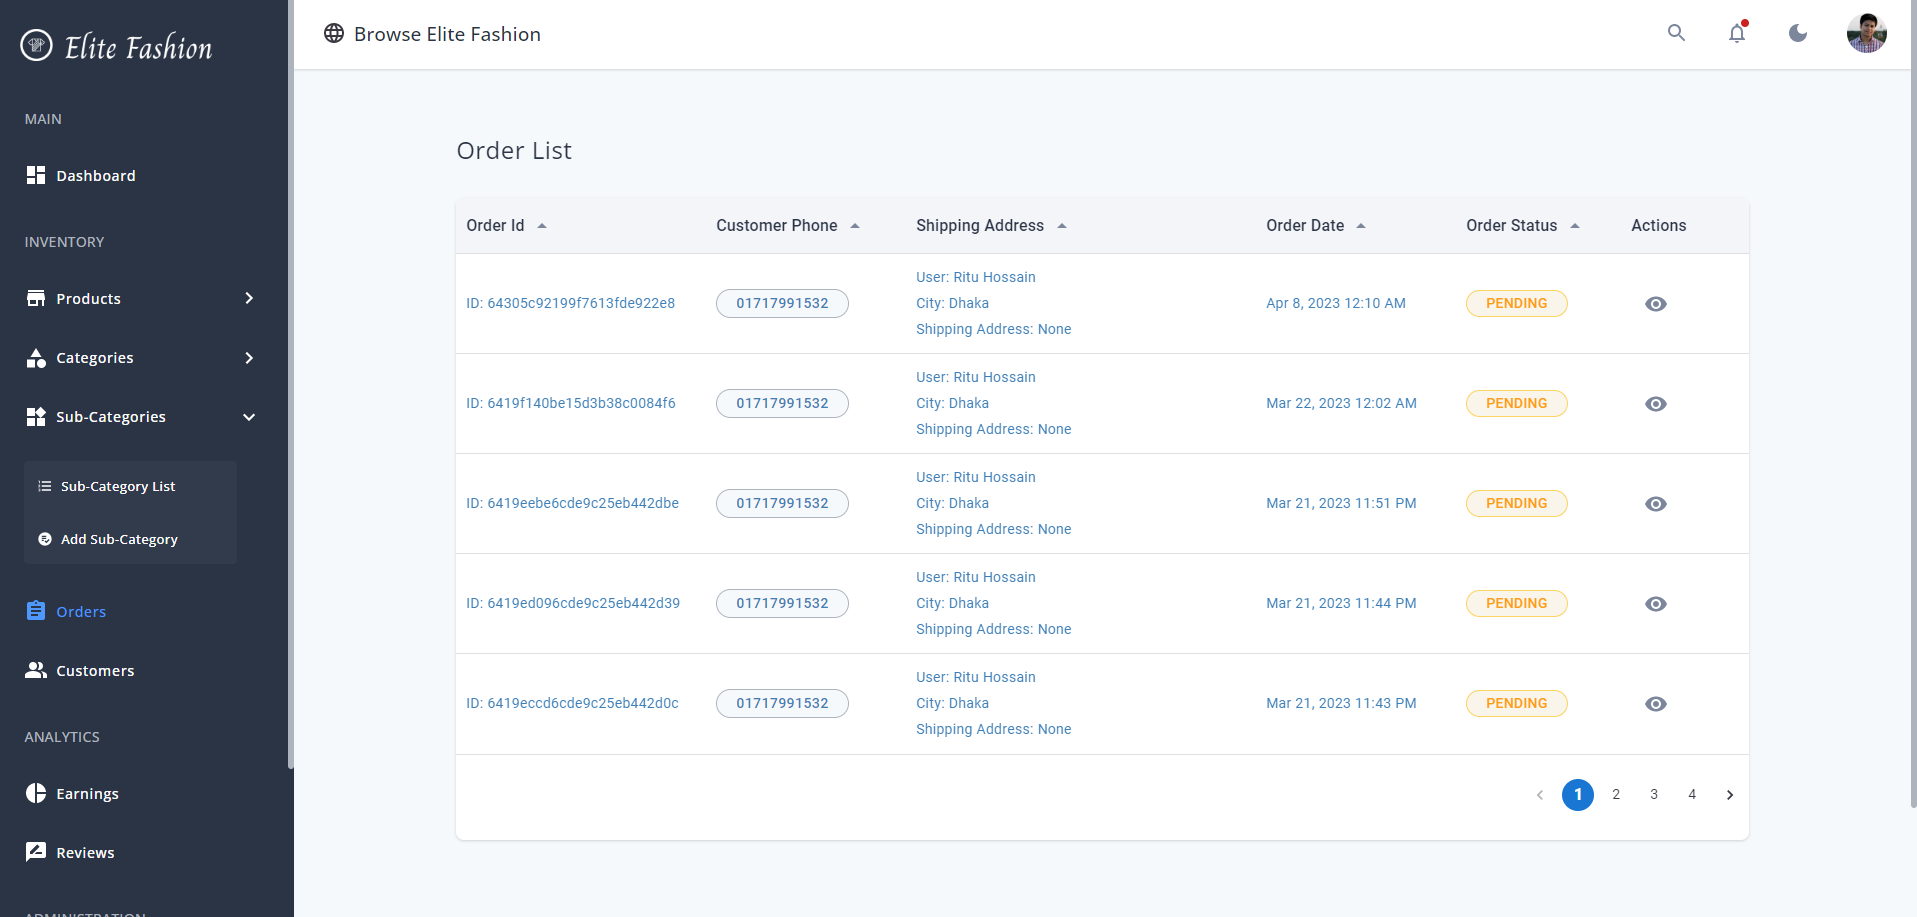 Elite Fashion
Browse Elite Fashion
MAIN
Dashboard
INVENTORY
Products
Categories
Sub-Categories
Sub-Category List
Add Sub-Category
Orders
Customers
ANALYTICS
Earnings
Reviews
ADMINISTRATION
Order List
Order Id Customer Phone Shipping Address Order Date Order Status Actions
User: Ritu Hossain
ID: 64305c92199f7613fde922e8 01717991532 City: Dhaka Apr 8, 2023 12:10 AM PENDING
Shipping Address: None
User: Ritu Hossain
ID: 6419f140be15d3b38c0084f6 01717991532 City: Dhaka Mar 22, 2023 12:02 AM PENDING
Shipping Address: None
User: Ritu Hossain
ID: 6419eebe6cde9c25eb442dbe 01717991532 City: Dhaka Mar 21, 2023 11:51 PM PENDING
Shipping Address: None
User: Ritu Hossain
ID: 6419ed096cde9c25eb442d39 01717991532 City: Dhaka Mar 21, 2023 11:44 PM PENDING
Shipping Address: None
User: Ritu Hossain
ID: 6419eccd6cde9c25eb442d0c 01717991532 City: Dhaka Mar 21, 2023 11:43 PM PENDING
Shipping Address: None
1 2 3 4